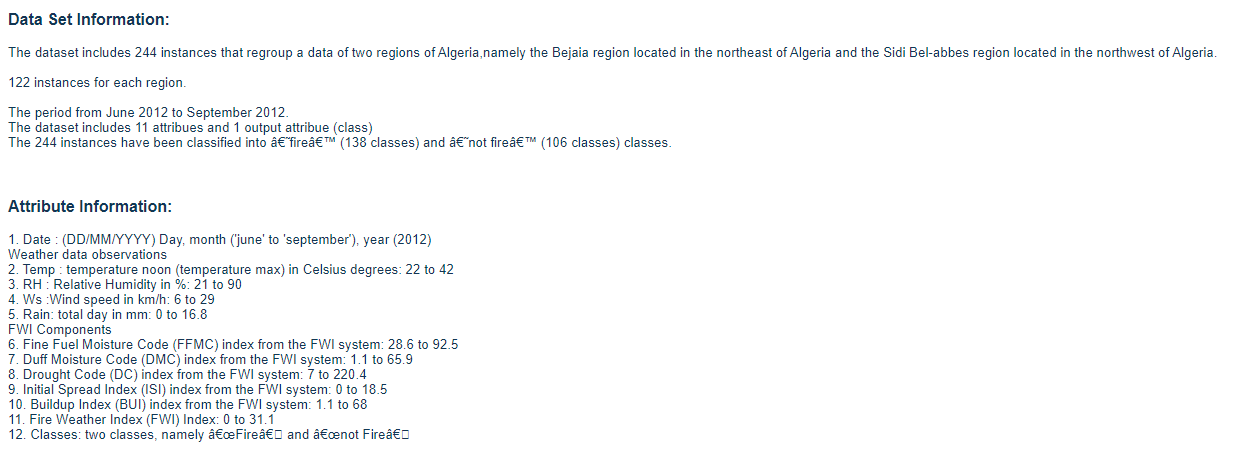 Data Set Information:
The dataset includes 244 instances that regroup a data of two regions of Algeria,namely the Bejaia region located in the northeast of Algeria and the Sidi Bel-abbes region located in the northwest of Algeria.
122 instances for each region.
The period from June 2012 to September 2012.
The dataset includes 11 attribues and 1 output attribue (class)
The 244 instances have been classified into â€˜fireâ€™ (138 classes) and â€˜not fireâ€™ (106 classes) classes.
Attribute Information:
1. Date : (DD/MM/YYYY) Day, month ('june' to 'september'), year (2012)
Weather data observations
2. Temp : temperature noon (temperature max) in Celsius degrees: 22 to 42
3. RH : Relative Humidity in %: 21 to 90
4. Ws :Wind speed in km/h: 6 to 29
5. Rain: total day in mm: 0 to 16.8
FWI Components
6. Fine Fuel Moisture Code (FFMC) index from the FWI system: 28.6 to 92.5
7. Duff Moisture Code (DMC) index from the FWI system: 1.1 to 65.9
8. Drought Code (DC) index from the FWI system: 7 to 220.4
9. Initial Spread Index (ISI) index from the FWI system: 0 to 18.5
10. Buildup Index (BUI) index from the FWI system: 1.1 to 68
11. Fire Weather Index (FWI) Index: 0 to 31.1
12. Classes: two classes, namely â€œFireâ€□ and â€œnot Fireâ€□